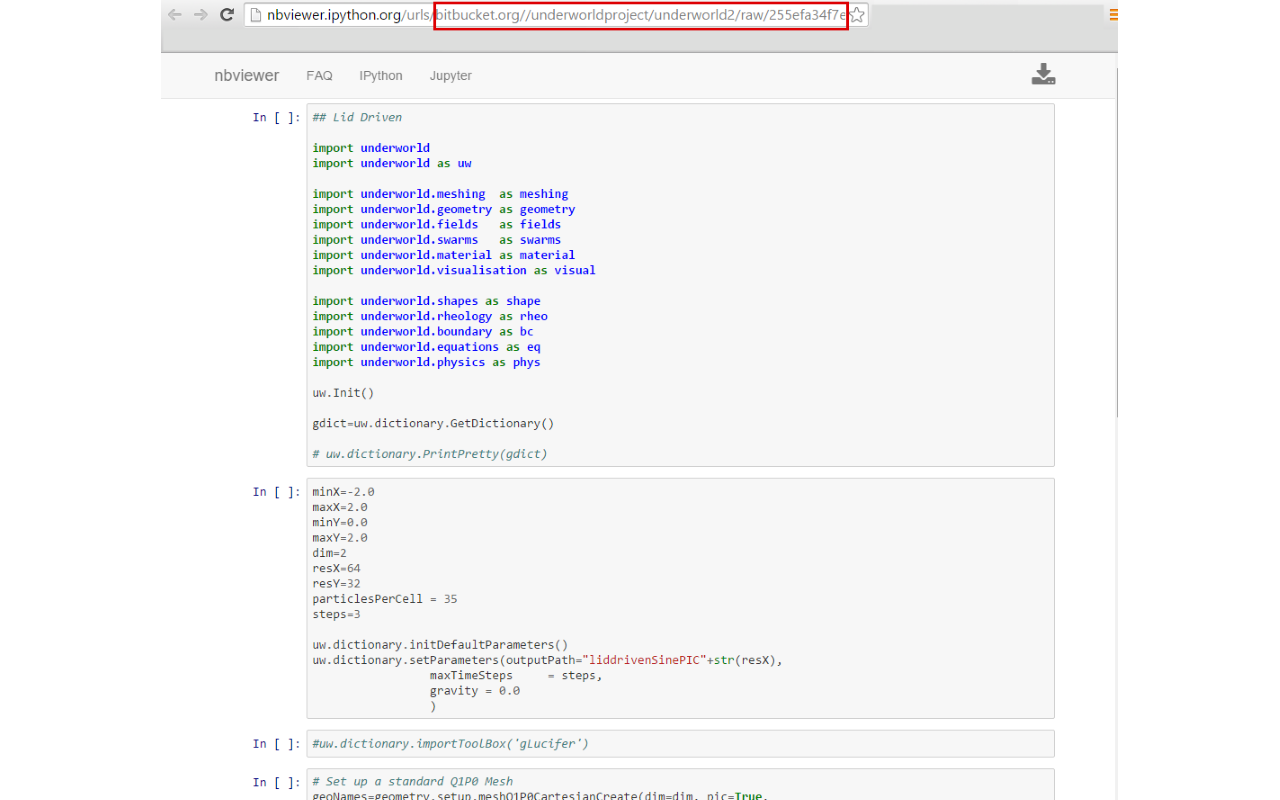 nbviewer.ipython.org/urls/bitbucket.org//underworldproject/underworld2/raw/255efa34f7e
nbviewer FAQ IPython Jupyter
In [ ]: ## Lid Driven
import underworld
import underworld as uw
import underworld.meshing  as meshing
import underworld.geometry as geometry
import underworld.fields   as fields
import underworld.swarms   as swarms
import underworld.material as material
import underworld.visualisation as visual
import underworld.shapes as shape
import underworld.rheology as rheo
import underworld.boundary as bc
import underworld.equations as eq
import underworld.physics as phys
uw.Init()
gdict=uw.dictionary.GetDictionary()
# uw.dictionary.PrintPretty(gdict)
In [ ]: minX=-2.0
maxX=2.0
minY=0.0
maxY=2.0
dim=2
resX=64
resY=32
particlesPerCell = 35
steps=3
uw.dictionary.initDefaultParameters()
uw.dictionary.setParameters(outputPath="liddrivenSinePIC"+str(resX),
maxTimeSteps     = steps,
gravity = 0.0
)
In [ ]: #uw.dictionary.importToolBox('gLucifer')
In [ ]: # Set up a standard Q1P0 Mesh
geoNames=geometry.setup.meshQ1P0CartesianCreate(dim=dim, pic=True,